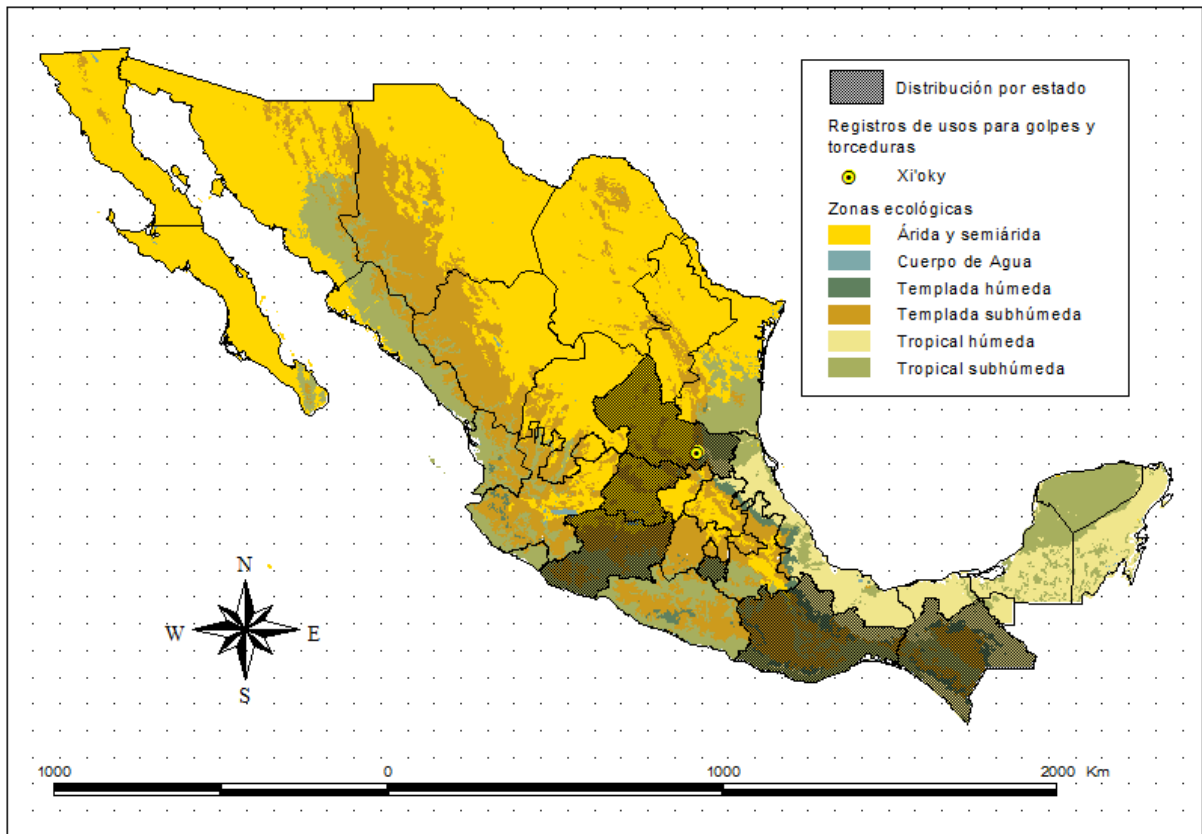 Distribución por estado
Registros de usos para golpes y
torceduras
Xi'oky
Zonas ecológicas
Árida y semiárida
Cuerpo de Agua
Templada húmeda
Templada subhúmeda
Tropical húmeda
Tropical subhúmeda
N
W E
S
1000 0 1000 2000 Km